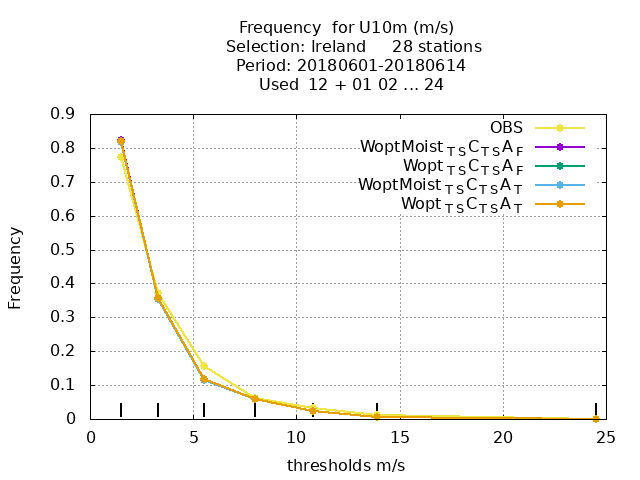 Frequency  for U10m (m/s)
Selection: Ireland     28 stations
Period: 20180601-20180614
Used  12 + 01 02 ... 24
OBS
WoptMoist TS C TS A F
Wopt TS C TS A F
WoptMoist TS C TS A T
Wopt TS C TS A T
0.9
0.8
0.7
0.6
0.5
0.4
0.3
0.2
0.1
0
Frequency
0 5 10 15 20 25
thresholds m/s